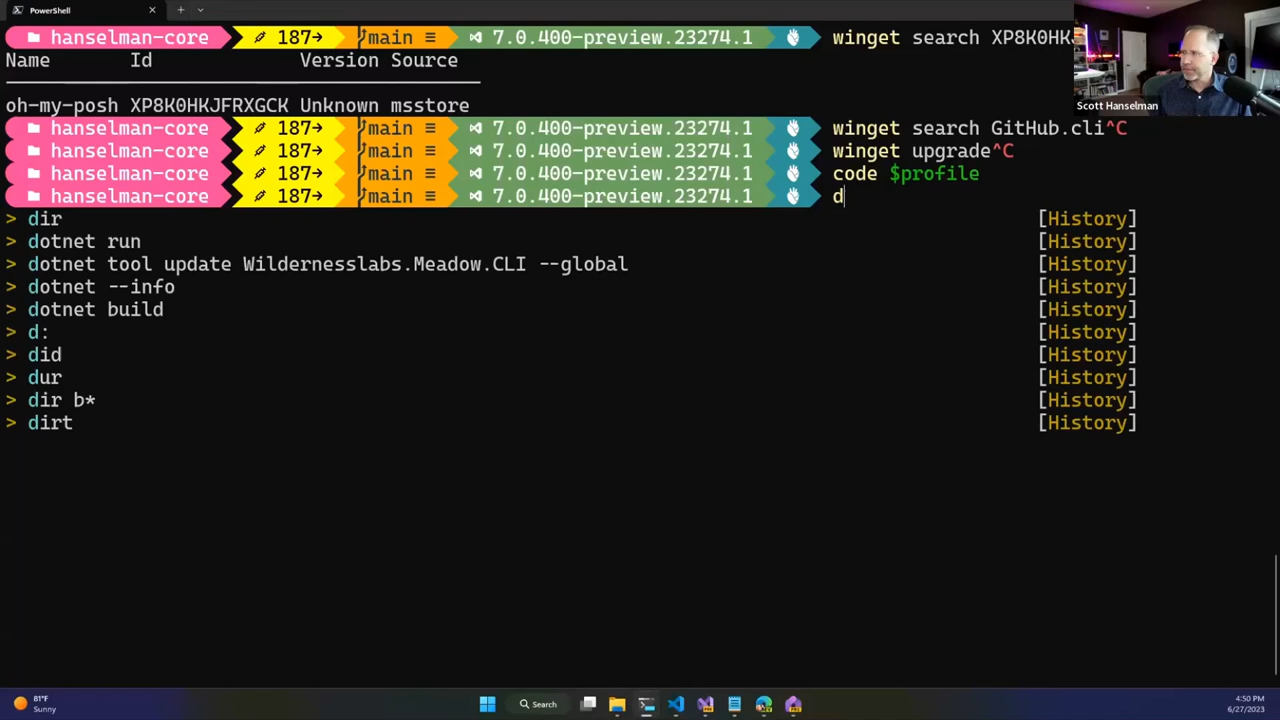 PowerShell
hanselman-core 187→ main ≡ 7.0.400-preview.23274.1 winget search XP8K0HK
Name Id Version Source
Scott Hanselman
oh-my-posh XP8K0HKJFRXGCK Unknown msstore
hanselman-core 187→ main ≡ 7.0.400-preview.23274.1 winget search GitHub.cli^C
hanselman-core 187→ main ≡ 7.0.400-preview.23274.1 winget upgrade^C
hanselman-core 187→ main ≡ 7.0.400-preview.23274.1 code $profile
hanselman-core 187→ main ≡ 7.0.400-preview.23274.1 d
> dir [History]
> dotnet run [History]
> dotnet tool update Wildernesslabs.Meadow.CLI --global [History]
> dotnet --info [History]
> dotnet build [History]
> d: [History]
> did [History]
> dur [History]
> dir b* [History]
> dirt [History]
81°F
Sunny
Search
4:50 PM
6/27/2023